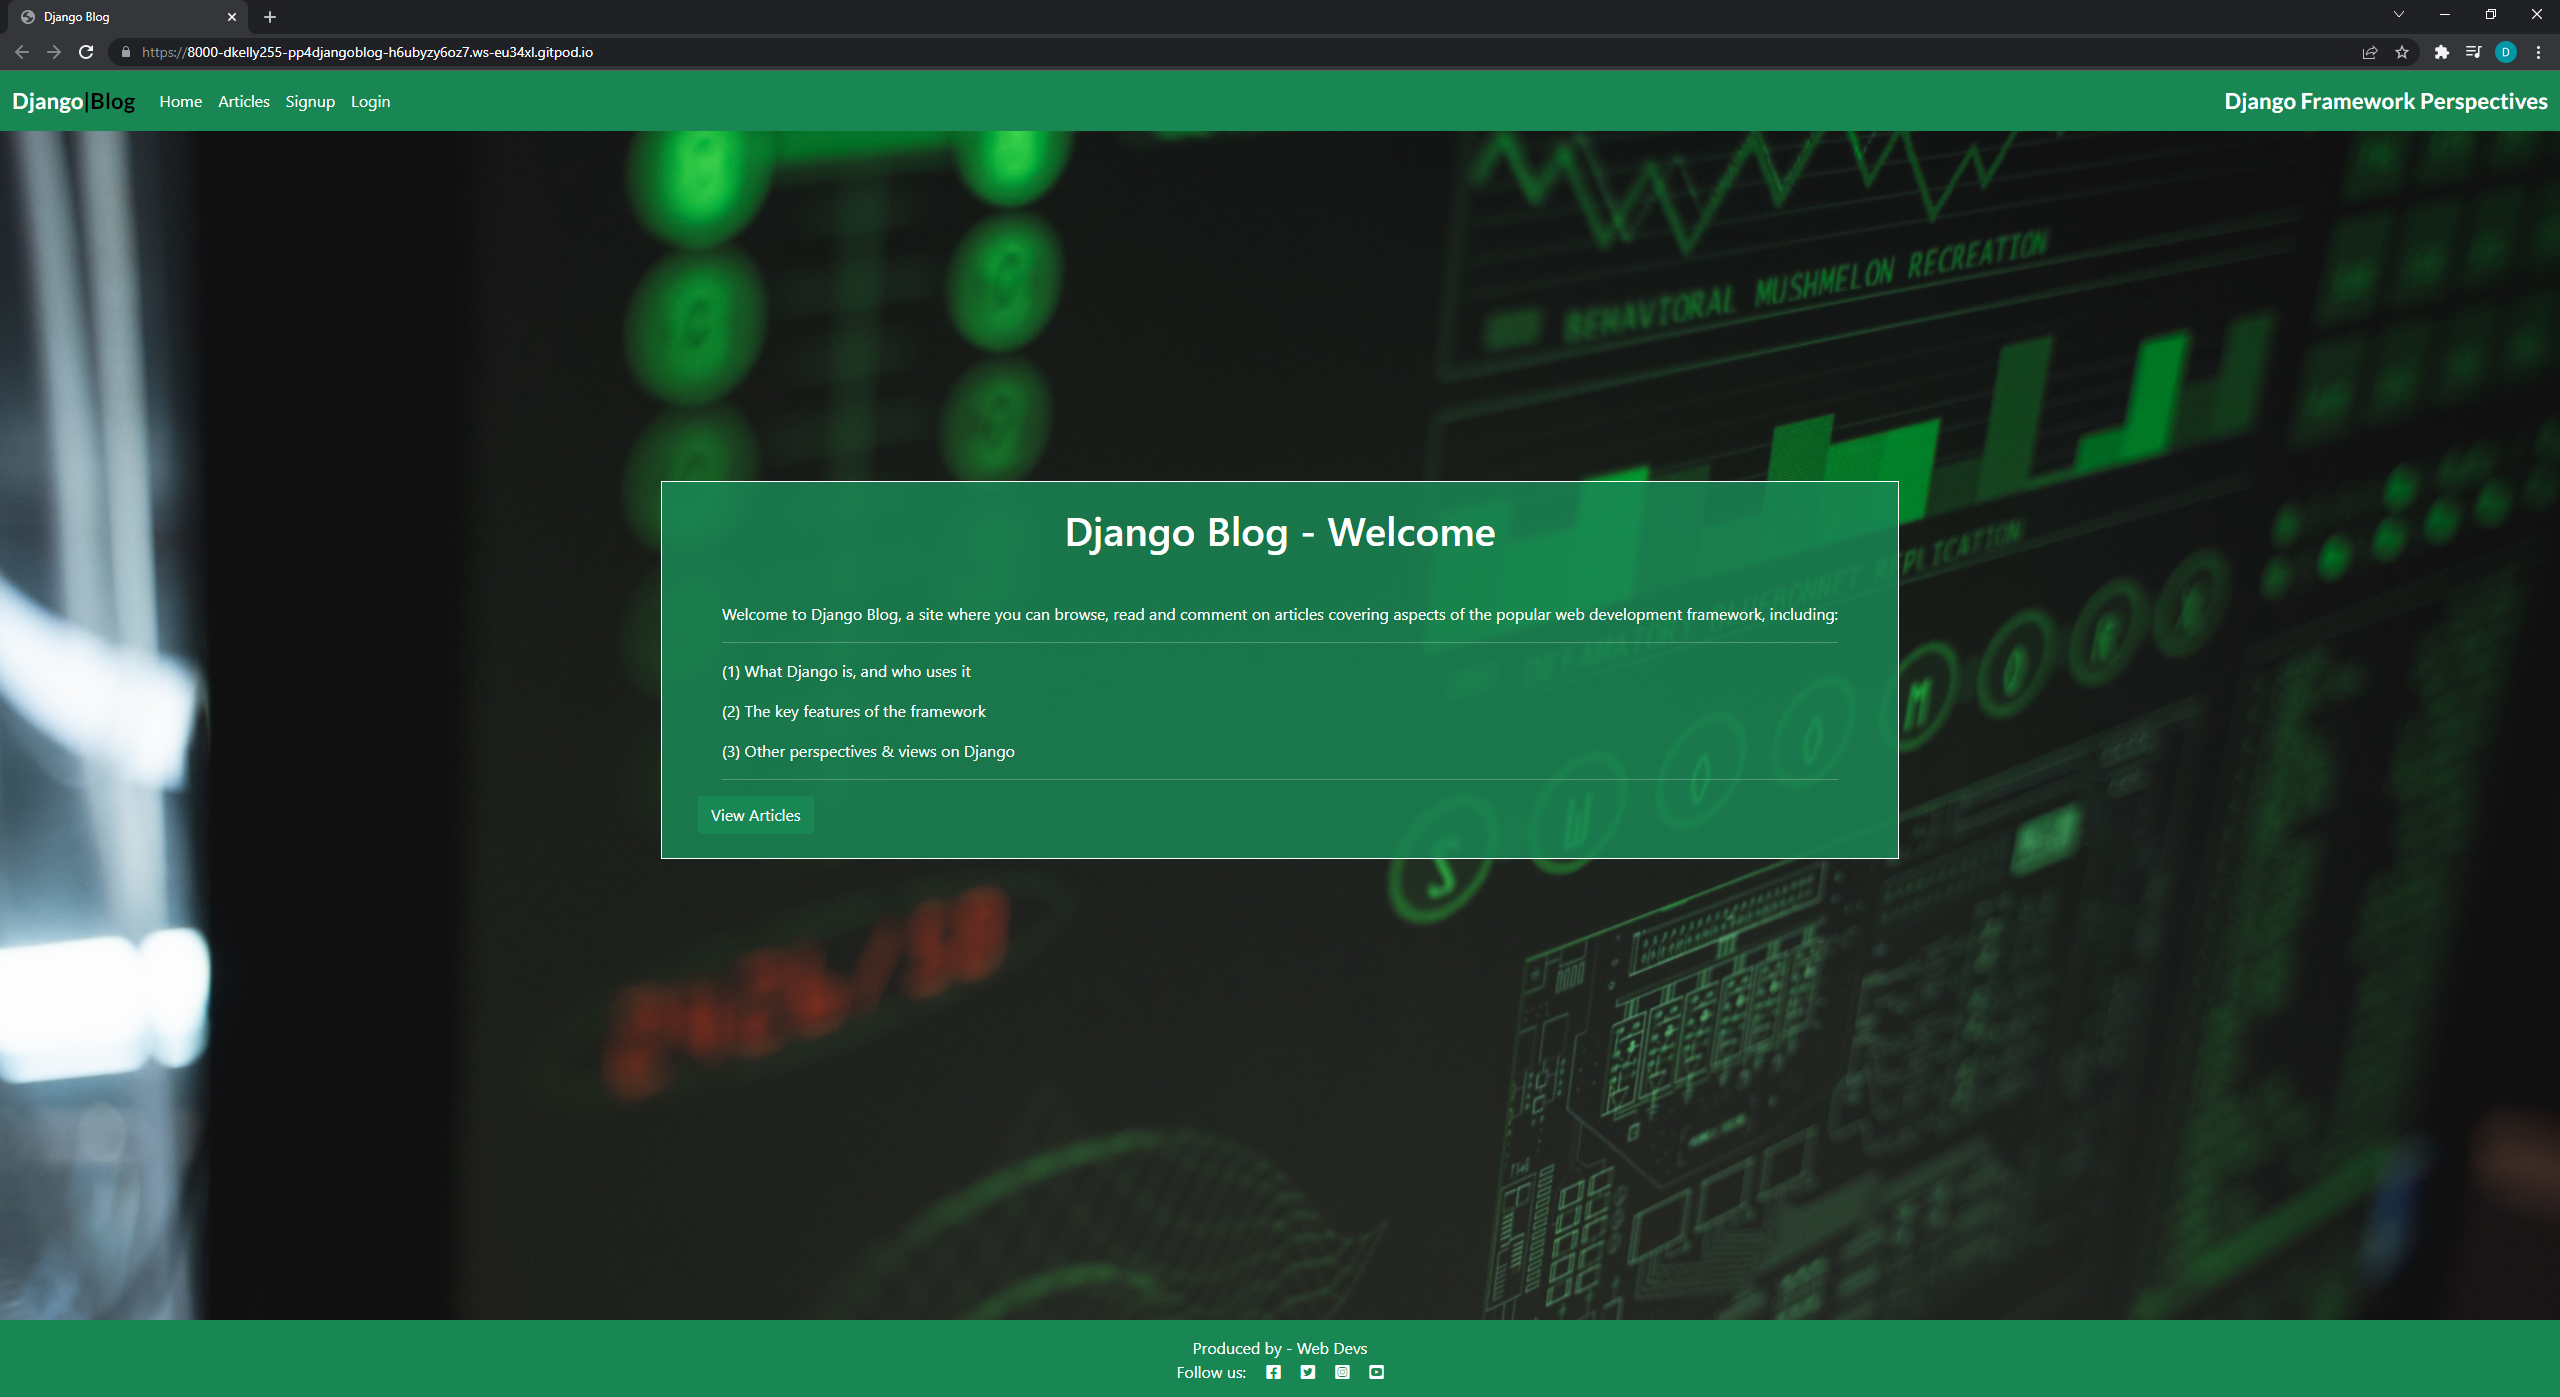 Django Blog
https://8000-dkelly255-pp4djangoblog-h6ubyzy6oz7.ws-eu34xl.gitpod.io
D
Django|Blog Home Articles Signup Login Django Framework Perspectives
BEHAVIORAL MUSHMELON RECREATION
Django Blog - Welcome
Welcome to Django Blog, a site where you can browse, read and comment on articles covering aspects of the popular web development framework, including:
(1) What Django is, and who uses it
(2) The key features of the framework
(3) Other perspectives & views on Django
View Articles
DEFAMATORY BLUEBONNET REPLICATION
Produced by - Web Devs
Follow us: